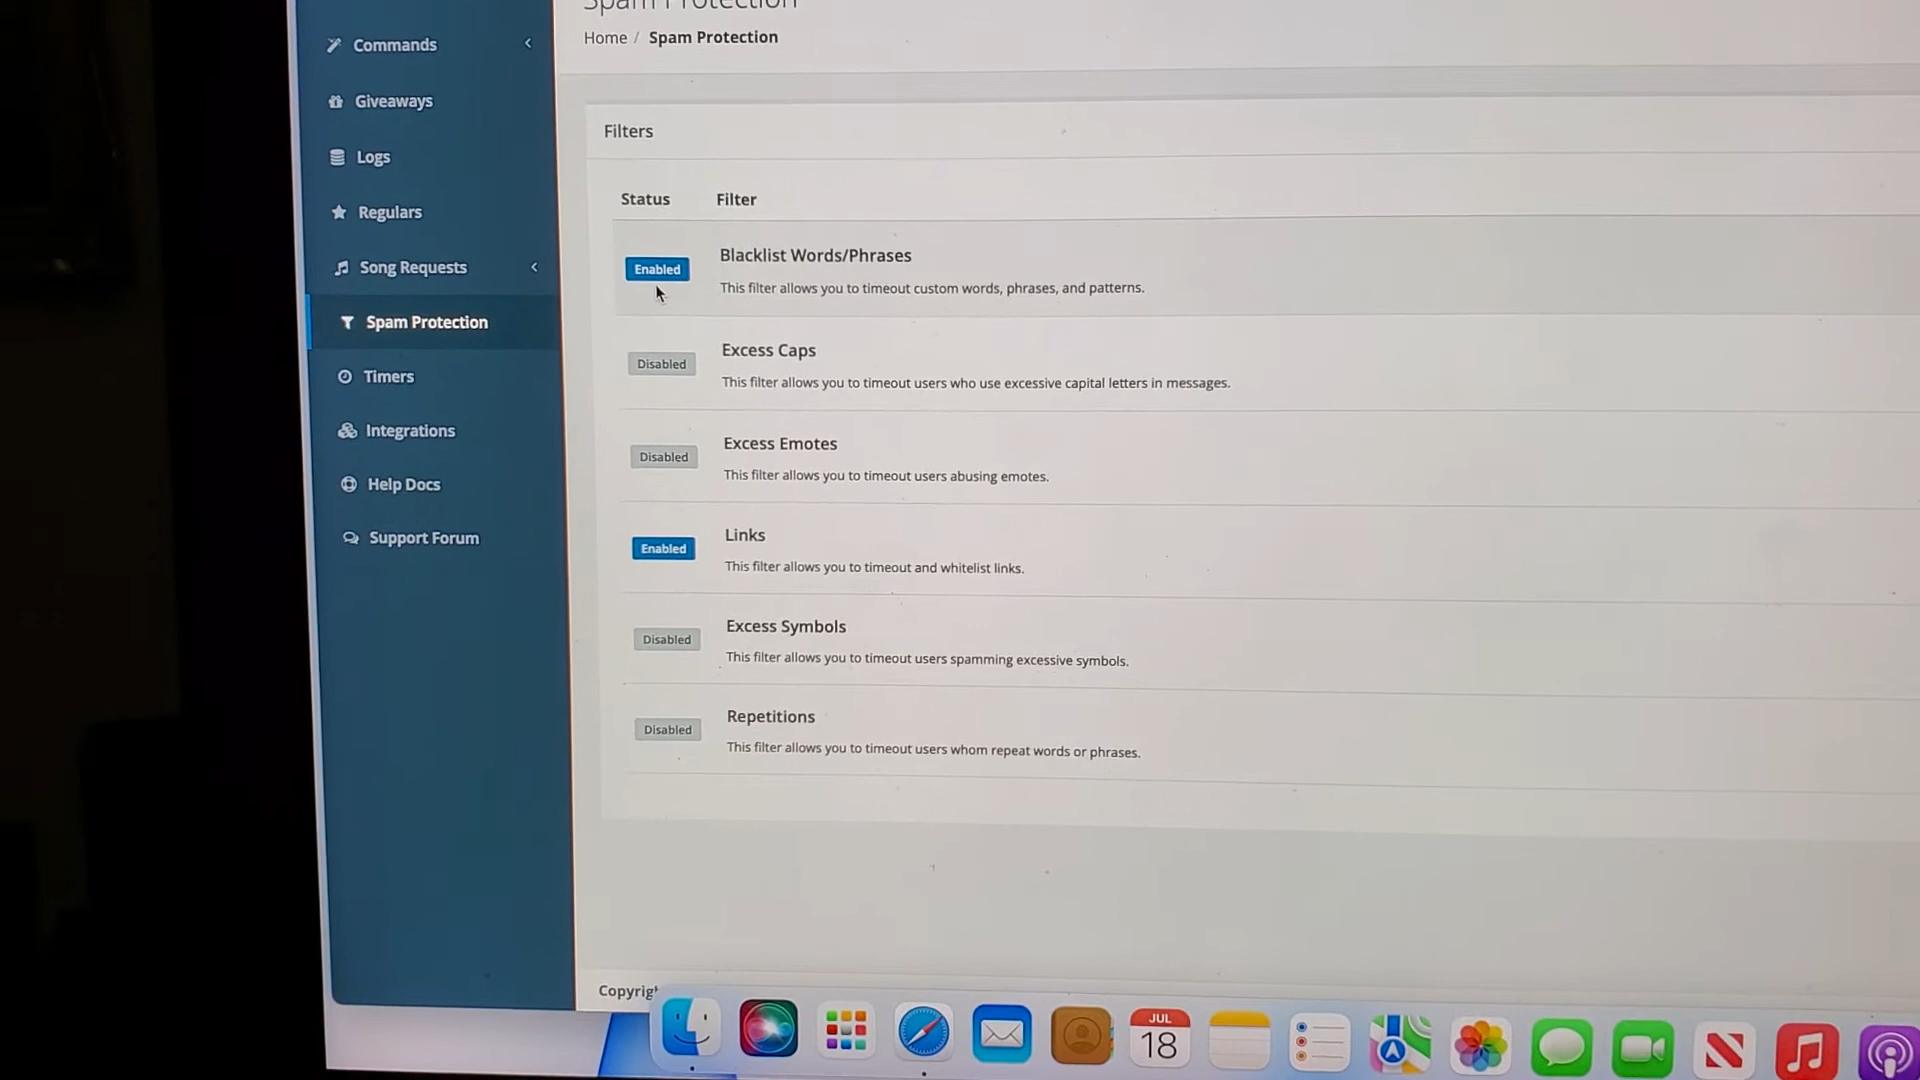 Spam Protection
Home / Spam Protection
Commands
Giveaways
Logs
Regulars
Song Requests
Spam Protection
Timers
Integrations
Help Docs
Support Forum
Filters
Status Filter
Enabled
Blacklist Words/Phrases
This filter allows you to timeout custom words, phrases, and patterns.
Disabled
Excess Caps
This filter allows you to timeout users who use excessive capital letters in messages.
Disabled
Excess Emotes
This filter allows you to timeout users abusing emotes.
Enabled
Links
This filter allows you to timeout and whitelist links.
Disabled
Excess Symbols
This filter allows you to timeout users spamming excessive symbols.
Disabled
Repetitions
This filter allows you to timeout users whom repeat words or phrases.
JUL
18